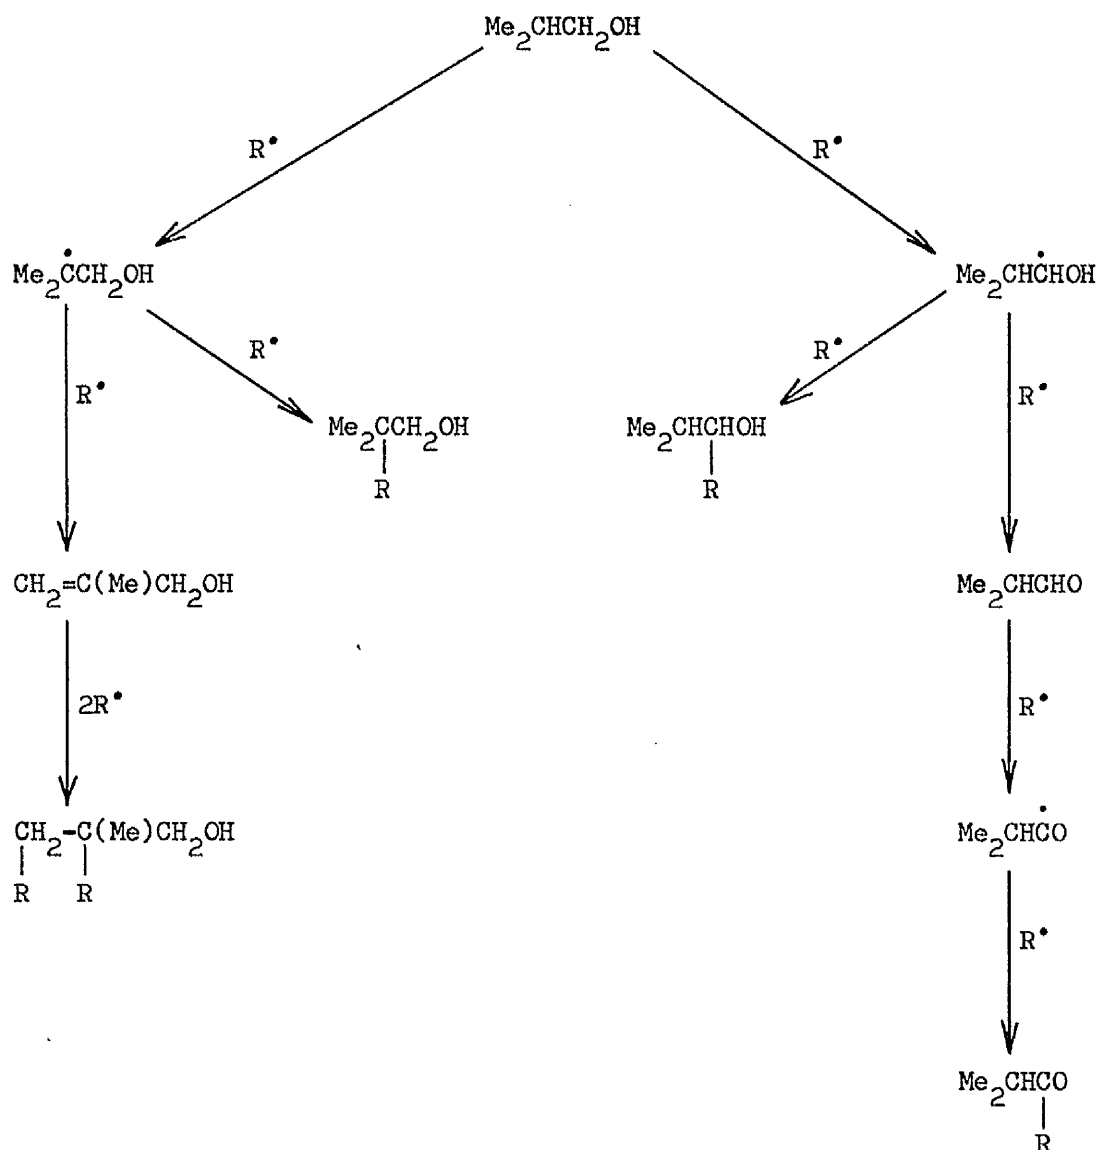 Me₂CHCH₂OH
R• R•
Me₂ĊCH₂OH Me₂CHĊHOH
R• R•
R• R•
Me₂CCH₂OH Me₂CHCHOH
R R
CH₂=C(Me)CH₂OH Me₂CHCHO
2R• R•
CH₂-C(Me)CH₂OH Me₂CHĊO
R R
R•
Me₂CHCO
R